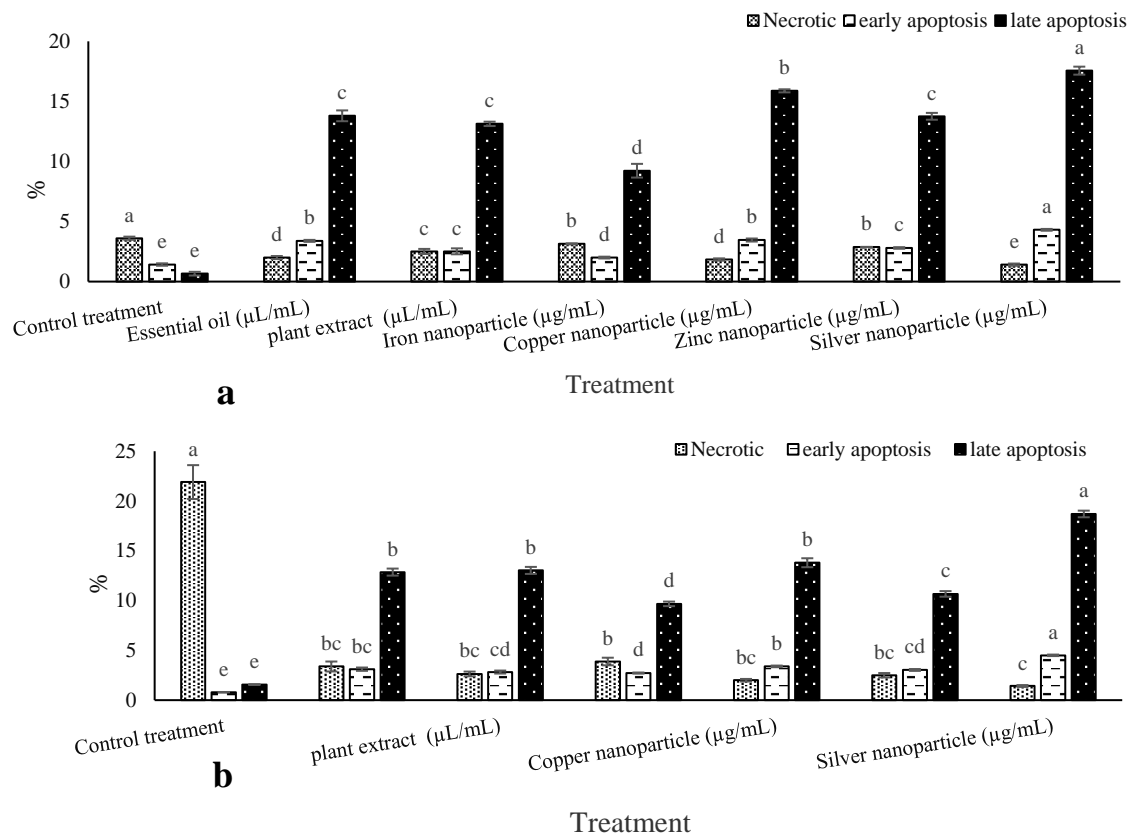 Necrotic early apoptosis late apoptosis
20
15
10
5
0
%
a e e
d b c
c c c
b d d
d b b
b c c
e a a
Control treatment
Essential oil (µL/mL)
plant extract (µL/mL)
Iron nanoparticle (µg/mL)
Copper nanoparticle (µg/mL)
Zinc nanoparticle (µg/mL)
Silver nanoparticle (µg/mL)
a
Treatment
Necrotic early apoptosis late apoptosis
25
20
15
10
5
0
%
a e e
bc bc b
bc cd b
b d d
bc b b
bc cd c
c a a
Control treatment
plant extract (µL/mL)
Copper nanoparticle (µg/mL)
Silver nanoparticle (µg/mL)
b
Treatment